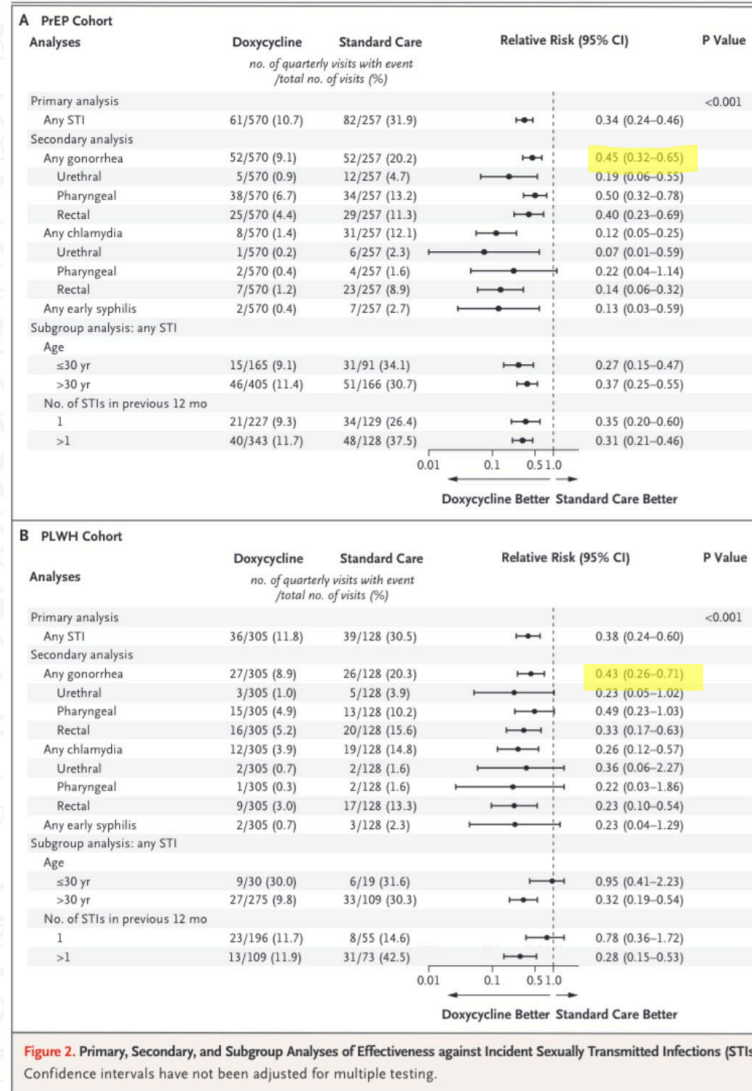 A PrEP Cohort
Analyses Doxycycline Standard Care Relative Risk (95% CI) P Value
no. of quarterly visits with event
/total no. of visits (%)
Primary analysis <0.001
Any STI 61/570 (10.7) 82/257 (31.9) 0.34 (0.24–0.46)
Secondary analysis
Any gonorrhea 52/570 (9.1) 52/257 (20.2) 0.45 (0.32–0.65)
Urethral 5/570 (0.9) 12/257 (4.7) 0.19 (0.06–0.55)
Pharyngeal 38/570 (6.7) 34/257 (13.2) 0.50 (0.32–0.78)
Rectal 25/570 (4.4) 29/257 (11.3) 0.40 (0.23–0.69)
Any chlamydia 8/570 (1.4) 31/257 (12.1) 0.12 (0.05–0.25)
Urethral 1/570 (0.2) 6/257 (2.3) 0.07 (0.01–0.59)
Pharyngeal 2/570 (0.4) 4/257 (1.6) 0.22 (0.04–1.14)
Rectal 7/570 (1.2) 23/257 (8.9) 0.14 (0.06–0.32)
Any early syphilis 2/570 (0.4) 7/257 (2.7) 0.13 (0.03–0.59)
Subgroup analysis: any STI
Age
≤30 yr 15/165 (9.1) 31/91 (34.1) 0.27 (0.15–0.47)
>30 yr 46/405 (11.4) 51/166 (30.7) 0.37 (0.25–0.55)
No. of STIs in previous 12 mo
1 21/227 (9.3) 34/129 (26.4) 0.35 (0.20–0.60)
>1 40/343 (11.7) 48/128 (37.5) 0.31 (0.21–0.46)
0.01 0.1 0.5 1.0
Doxycycline Better Standard Care Better
B PLWH Cohort
Doxycycline Standard Care Relative Risk (95% CI) P Value
Analyses no. of quarterly visits with event
/total no. of visits (%)
Primary analysis <0.001
Any STI 36/305 (11.8) 39/128 (30.5) 0.38 (0.24–0.60)
Secondary analysis
Any gonorrhea 27/305 (8.9) 26/128 (20.3) 0.43 (0.26–0.71)
Urethral 3/305 (1.0) 5/128 (3.9) 0.23 (0.05–1.02)
Pharyngeal 15/305 (4.9) 13/128 (10.2) 0.49 (0.23–1.03)
Rectal 16/305 (5.2) 20/128 (15.6) 0.33 (0.17–0.63)
Any chlamydia 12/305 (3.9) 19/128 (14.8) 0.26 (0.12–0.57)
Urethral 2/305 (0.7) 2/128 (1.6) 0.36 (0.06–2.27)
Pharyngeal 1/305 (0.3) 2/128 (1.6) 0.22 (0.03–1.86)
Rectal 9/305 (3.0) 17/128 (13.3) 0.23 (0.10–0.54)
Any early syphilis 2/305 (0.7) 3/128 (2.3) 0.23 (0.04–1.29)
Subgroup analysis: any STI
Age
≤30 yr 9/30 (30.0) 6/19 (31.6) 0.95 (0.41–2.23)
>30 yr 27/275 (9.8) 33/109 (30.3) 0.32 (0.19–0.54)
No. of STIs in previous 12 mo
1 23/196 (11.7) 8/55 (14.6) 0.78 (0.36–1.72)
>1 13/109 (11.9) 31/73 (42.5) 0.28 (0.15–0.53)
0.01 0.1 0.5 1.0
Doxycycline Better Standard Care Better
Figure 2. Primary, Secondary, and Subgroup Analyses of Effectiveness against Incident Sexually Transmitted Infections (STIs
Confidence intervals have not been adjusted for multiple testing.